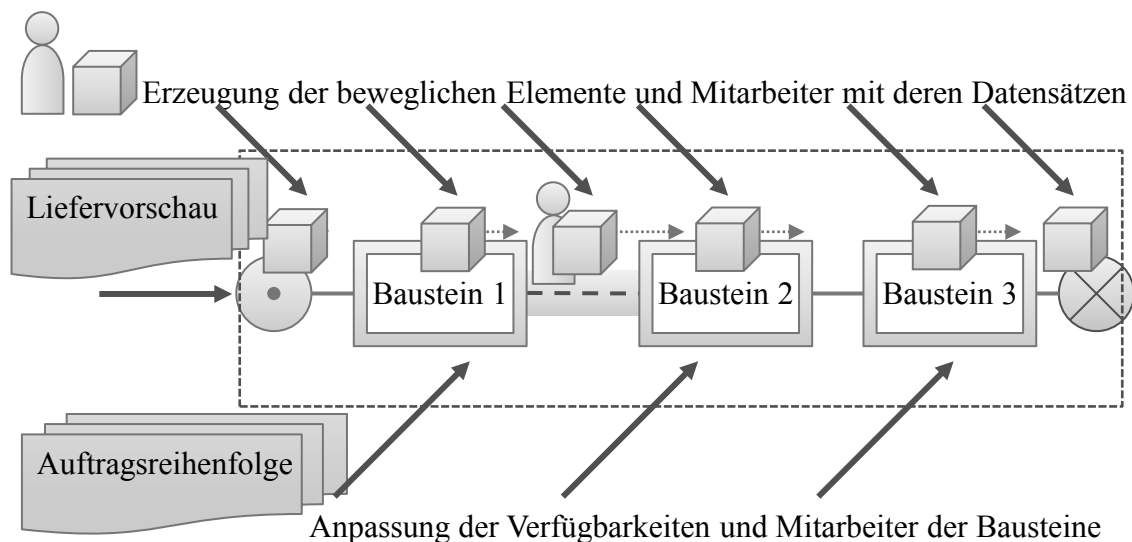 Erzeugung der beweglichen Elemente und Mitarbeiter mit deren Datensätzen
Liefervorschau
Baustein 1
Baustein 2
Baustein 3
Auftragsreihenfolge
Anpassung der Verfügbarkeiten und Mitarbeiter der Bausteine